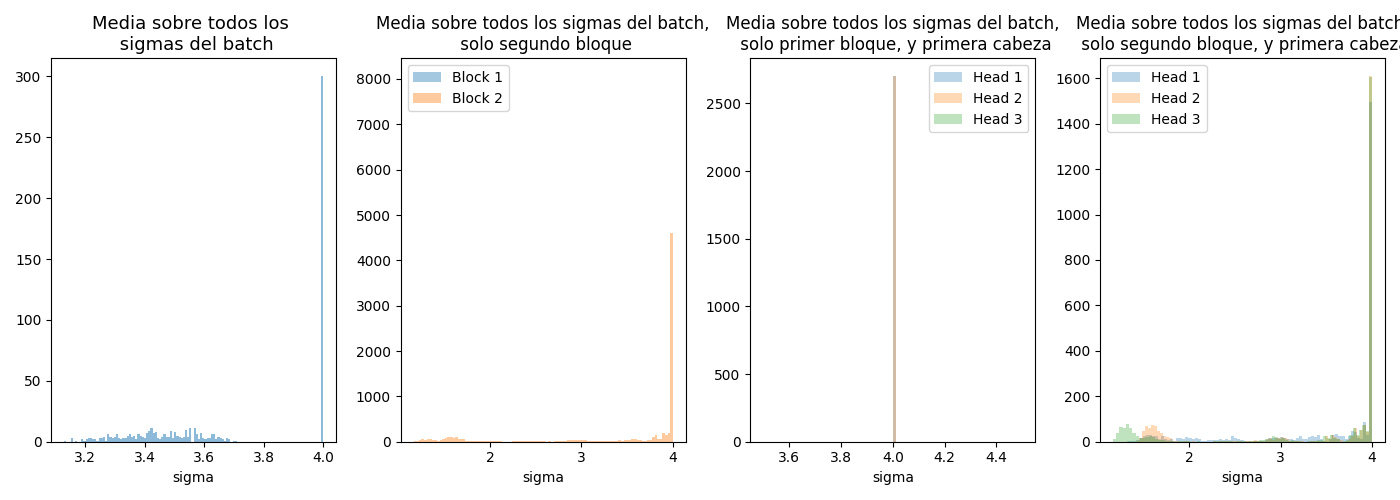 Media sobre todos los
sigmas del batch
300
250
200
150
100
50
0
3.2 3.4 3.6 3.8 4.0
sigma
Media sobre todos los sigmas del batch,
solo segundo bloque
Block 1
Block 2
8000
7000
6000
5000
4000
3000
2000
1000
0
2 3 4
sigma
Media sobre todos los sigmas del batch,
solo primer bloque, y primera cabeza
Head 1
Head 2
Head 3
2500
2000
1500
1000
500
0
3.6 3.8 4.0 4.2 4.4
sigma
Media sobre todos los sigmas del batch
solo segundo bloque, y primera cabeza
Head 1
Head 2
Head 3
1600
1400
1200
1000
800
600
400
200
0
2 3 4
sigma